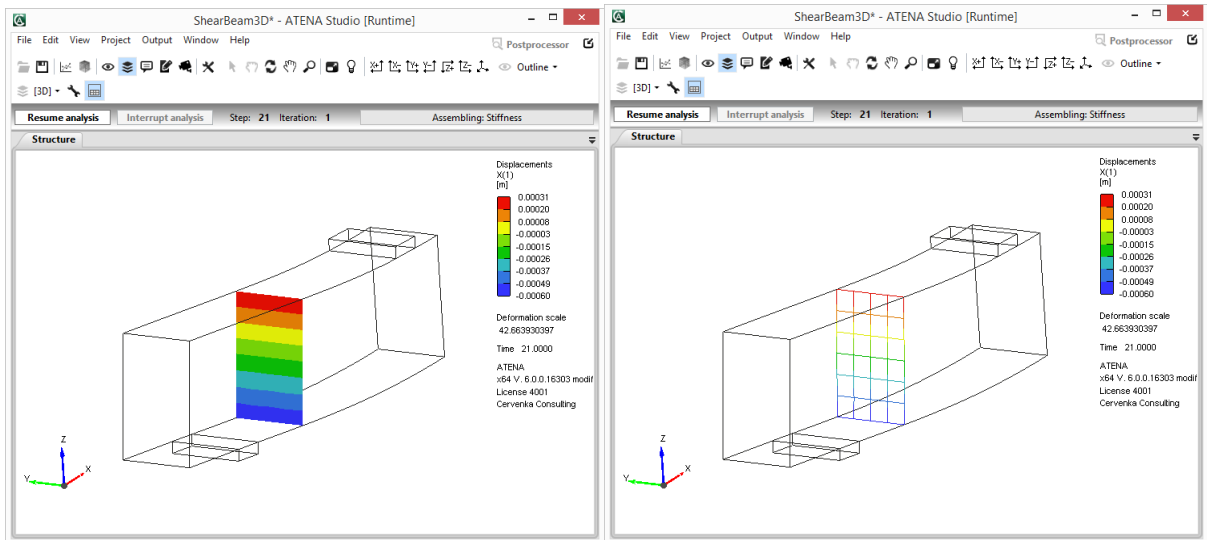 ShearBeam3D* - ATENA Studio [Runtime]
File Edit View Project Output Window Help
Postprocessor
Outline
[3D]
Resume analysis Interrupt analysis Step: 21 Iteration: 1 Assembling: Stiffness
Structure
Displacements
X(1)
[m]
0.00031
0.00020
0.00008
-0.00003
-0.00015
-0.00026
-0.00037
-0.00049
-0.00060
Deformation scale
42.663930397
Time 21.0000
ATENA
x64 V. 6.0.0.16303 modif
License 4001
Cervenka Consulting
Z
Y
X
ShearBeam3D* - ATENA Studio [Runtime]
File Edit View Project Output Window Help
Postprocessor
Outline
[3D]
Resume analysis Interrupt analysis Step: 21 Iteration: 1 Assembling: Stiffness
Structure
Displacements
X(1)
[m]
0.00031
0.00020
0.00008
-0.00003
-0.00015
-0.00026
-0.00037
-0.00049
-0.00060
Deformation scale
42.663930397
Time 21.0000
ATENA
x64 V. 6.0.0.16303 modif
License 4001
Cervenka Consulting
Z
Y
X